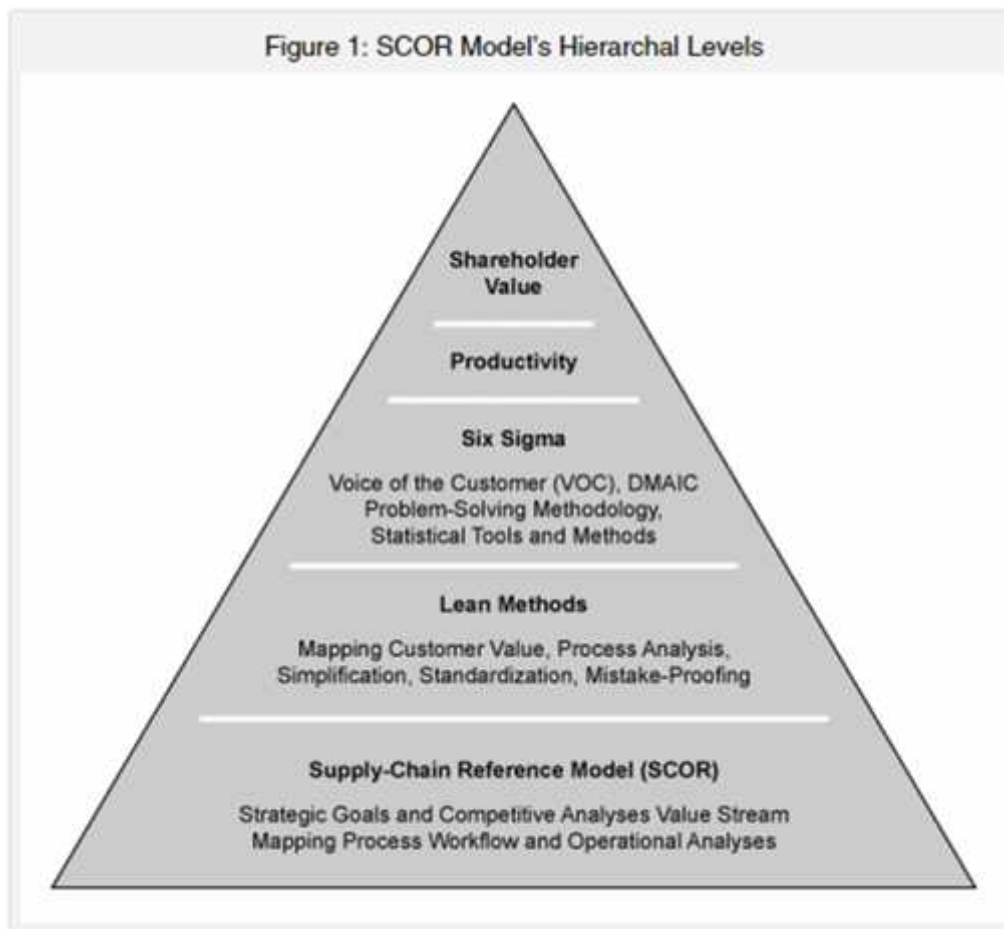 Figure 1: SCOR Model's Hierarchal Levels
Shareholder
Value
Productivity
Six Sigma
Voice of the Customer (VOC), DMAIC
Problem-Solving Methodology,
Statistical Tools and Methods
Lean Methods
Mapping Customer Value, Process Analysis,
Simplification, Standardization, Mistake-Proofing
Supply-Chain Reference Model (SCOR)
Strategic Goals and Competitive Analyses Value Stream
Mapping Process Workflow and Operational Analyses